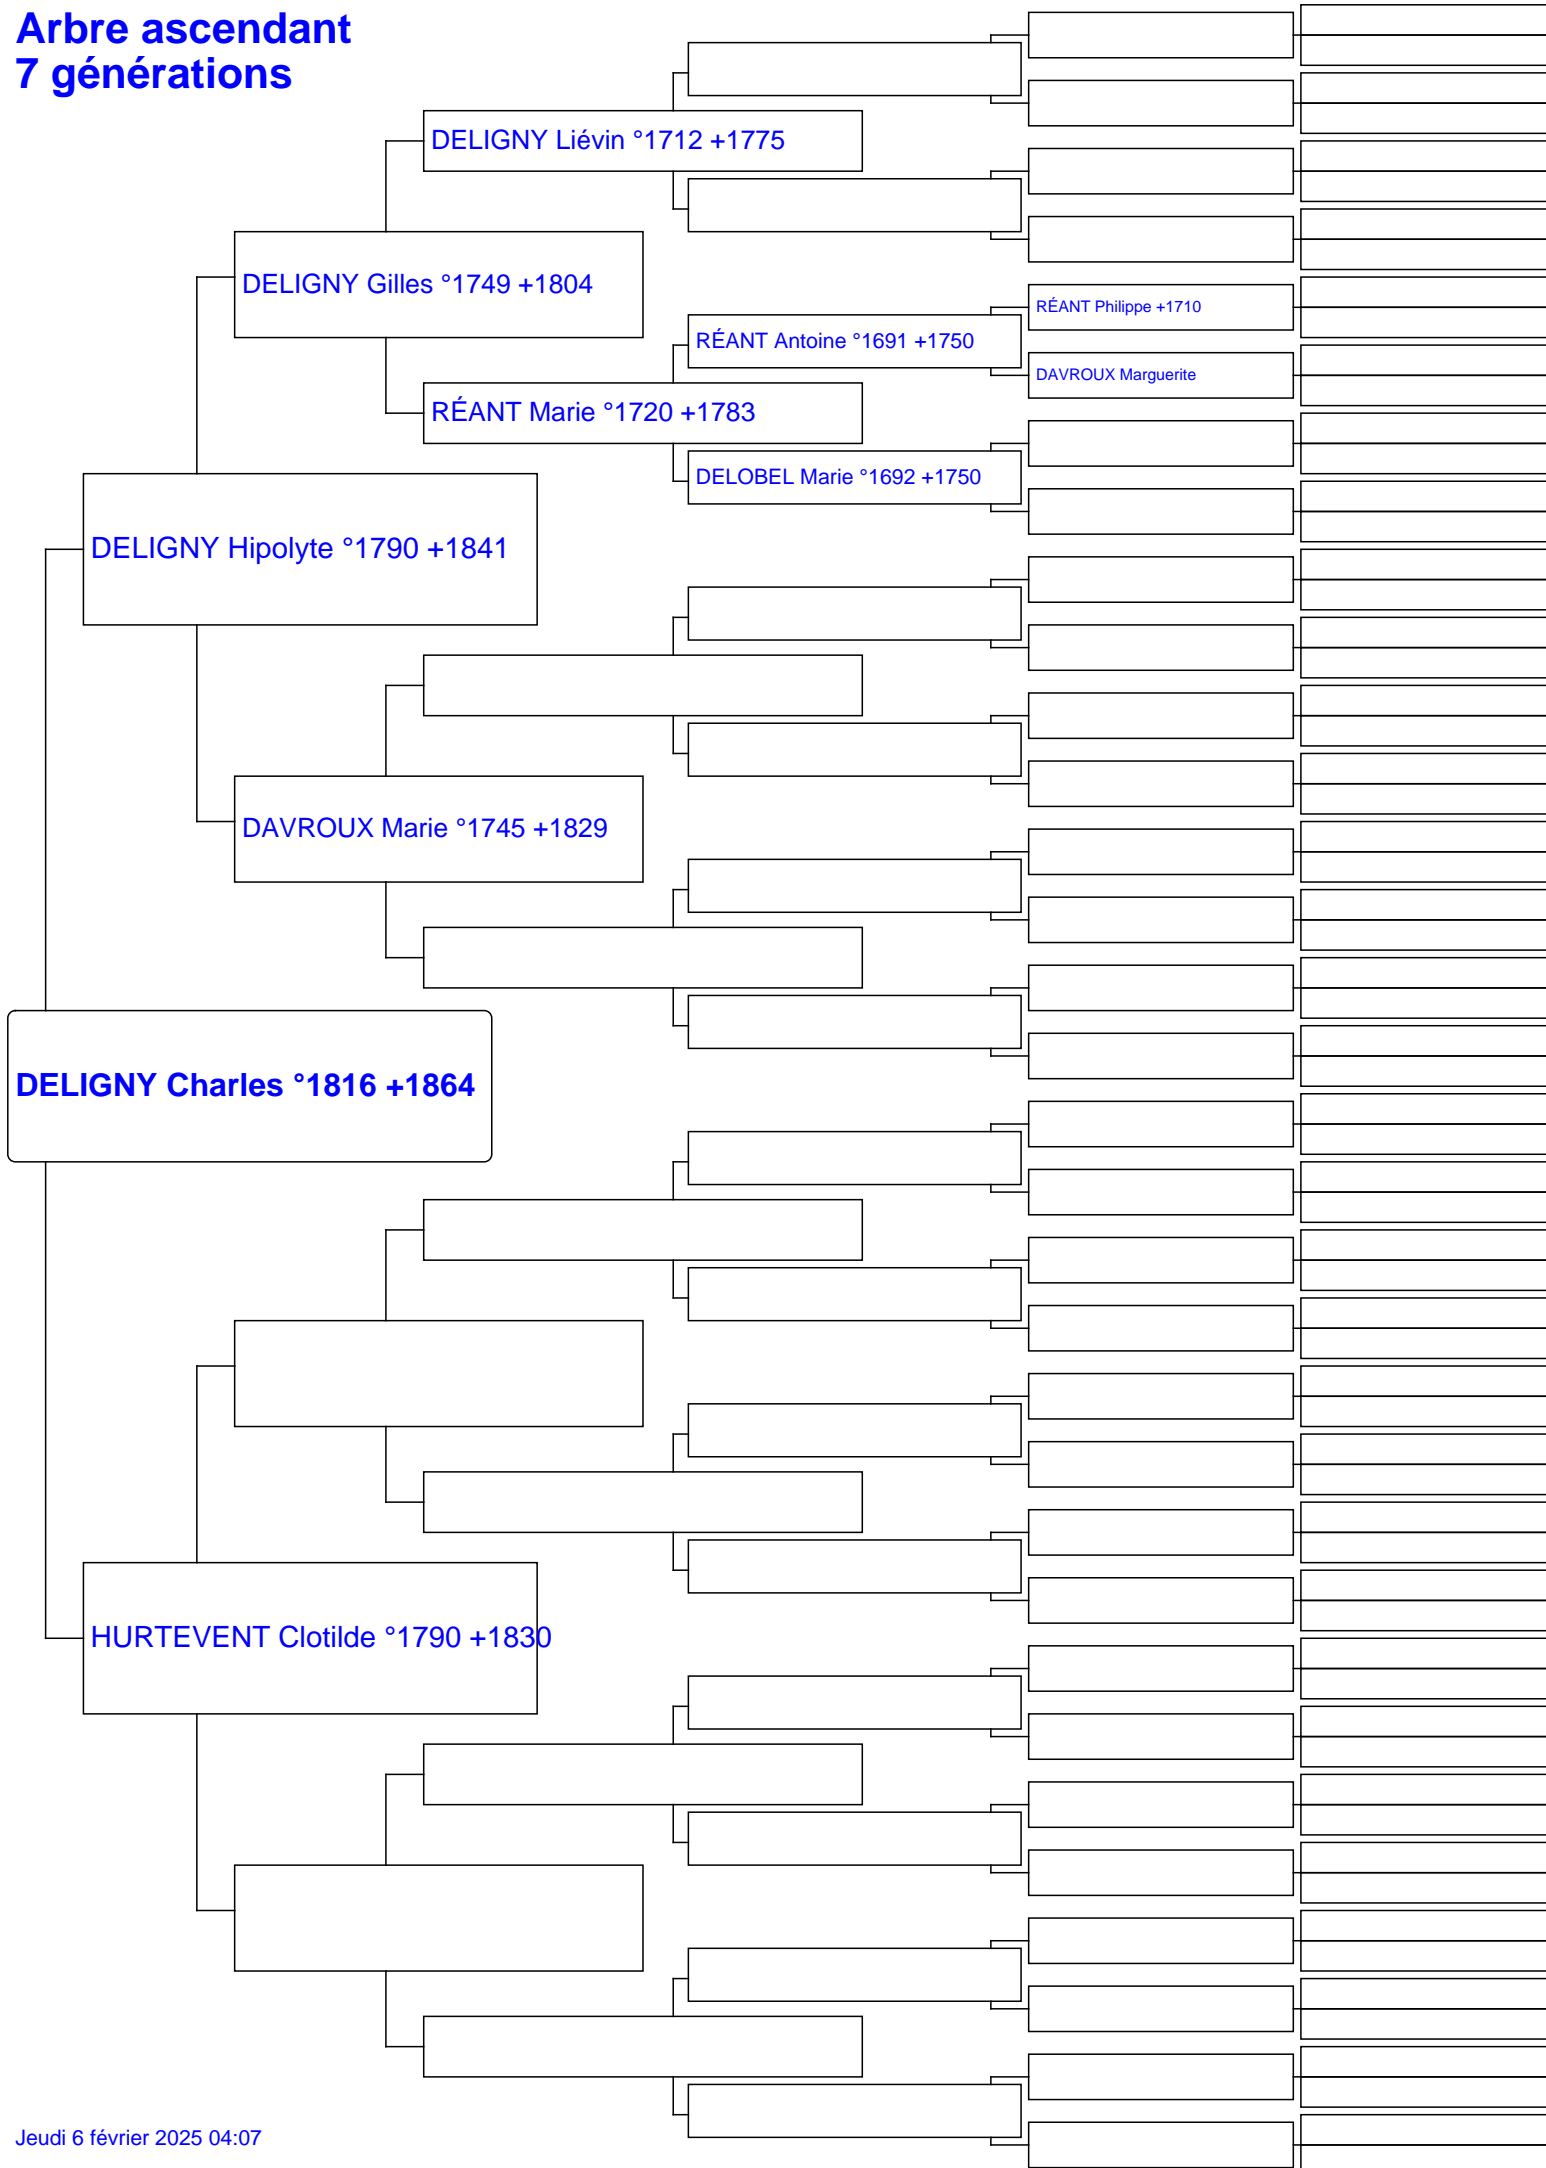 Arbre ascendant
7 générations
DELIGNY Liévin °1712 +1775
DELIGNY Gilles °1749 +1804
RÉANT Philippe +1710
RÉANT Antoine °1691 +1750
DAVROUX Marguerite
RÉANT Marie °1720 +1783
DELOBEL Marie °1692 +1750
DELIGNY Hipolyte °1790 +1841
DAVROUX Marie °1745 +1829
DELIGNY Charles °1816 +1864
HURTEVENT Clotilde °1790 +1830
Jeudi 6 février 2025 04:07